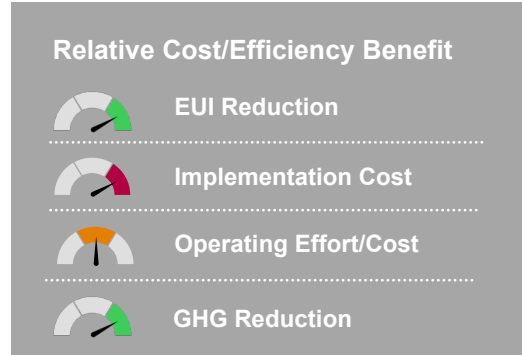 Relative Cost/Efficiency Benefit
EUI Reduction
Implementation Cost
Operating Effort/Cost
GHG Reduction